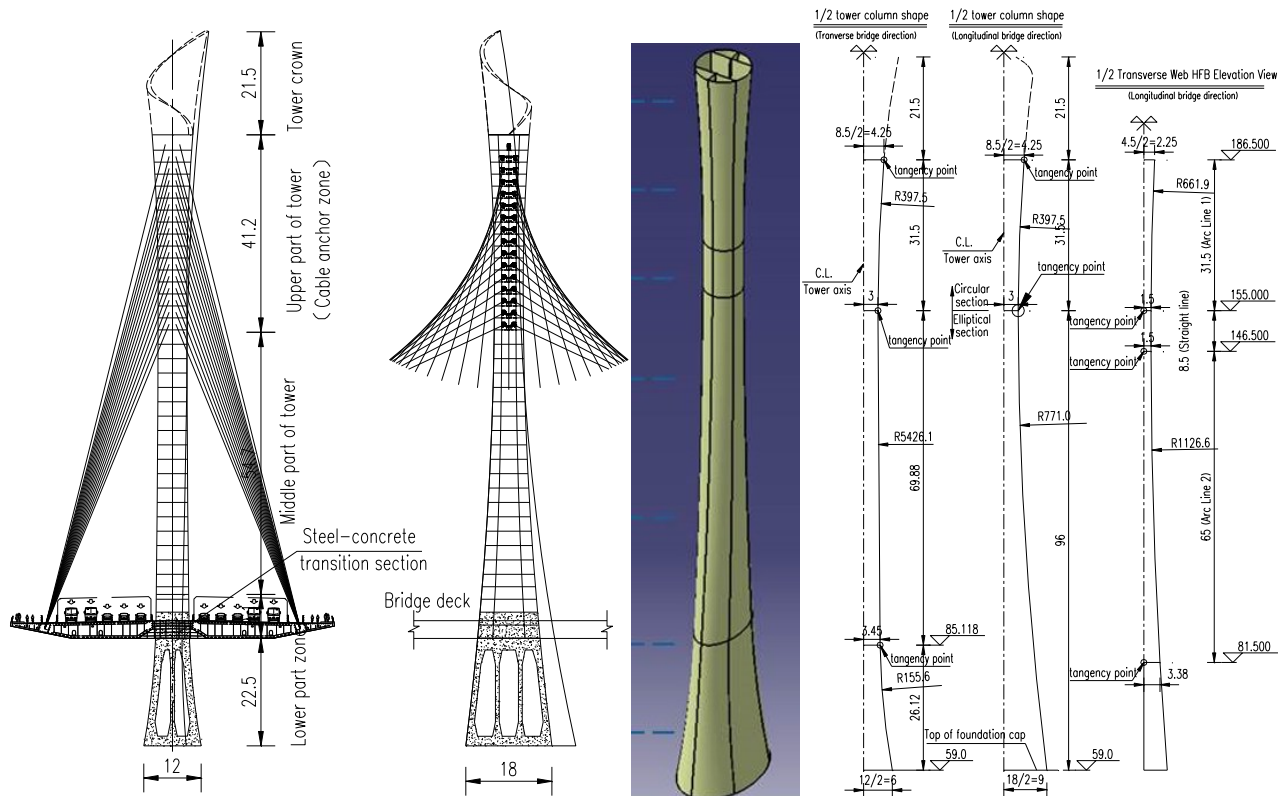 21.5
Tower crown
41.2
Upper part of tower
(Cable anchor zone)
Middle part of tower
Steel-concrete
transition section
22.5
Lower part zone
12
Bridge deck
18
1/2 tower column shape
(Tranverse bridge direction)
21.5
8.5/2=4.25
tangency point
R397.5
31.5
C.L.
Tower axis
3
tangency point
R5426.1
69.88
3.45
85.118
tangency point
R155.6
26.12
59.0
12/2=6
1/2 tower column shape
(Longitudinal bridge direction)
21.5
8.5/2=4.25
tangency point
R397.5
31.5
C.L.
Tower axis
tangency point
Circular
section
3
Elliptical
section
R771.0
96
Top of foundation cap
59.0
18/2=9
1/2 Transverse Web HFB Elevation View
(Longitudinal bridge direction)
4.5/2=2.25
186.500
R661.9
31.5 (Arc Line 1)
1.5
155.000
tangency point
8.5 (Straight line)
1.5
146.500
tangency point
R1126.6
65 (Arc Line 2)
81.500
tangency point
3.38